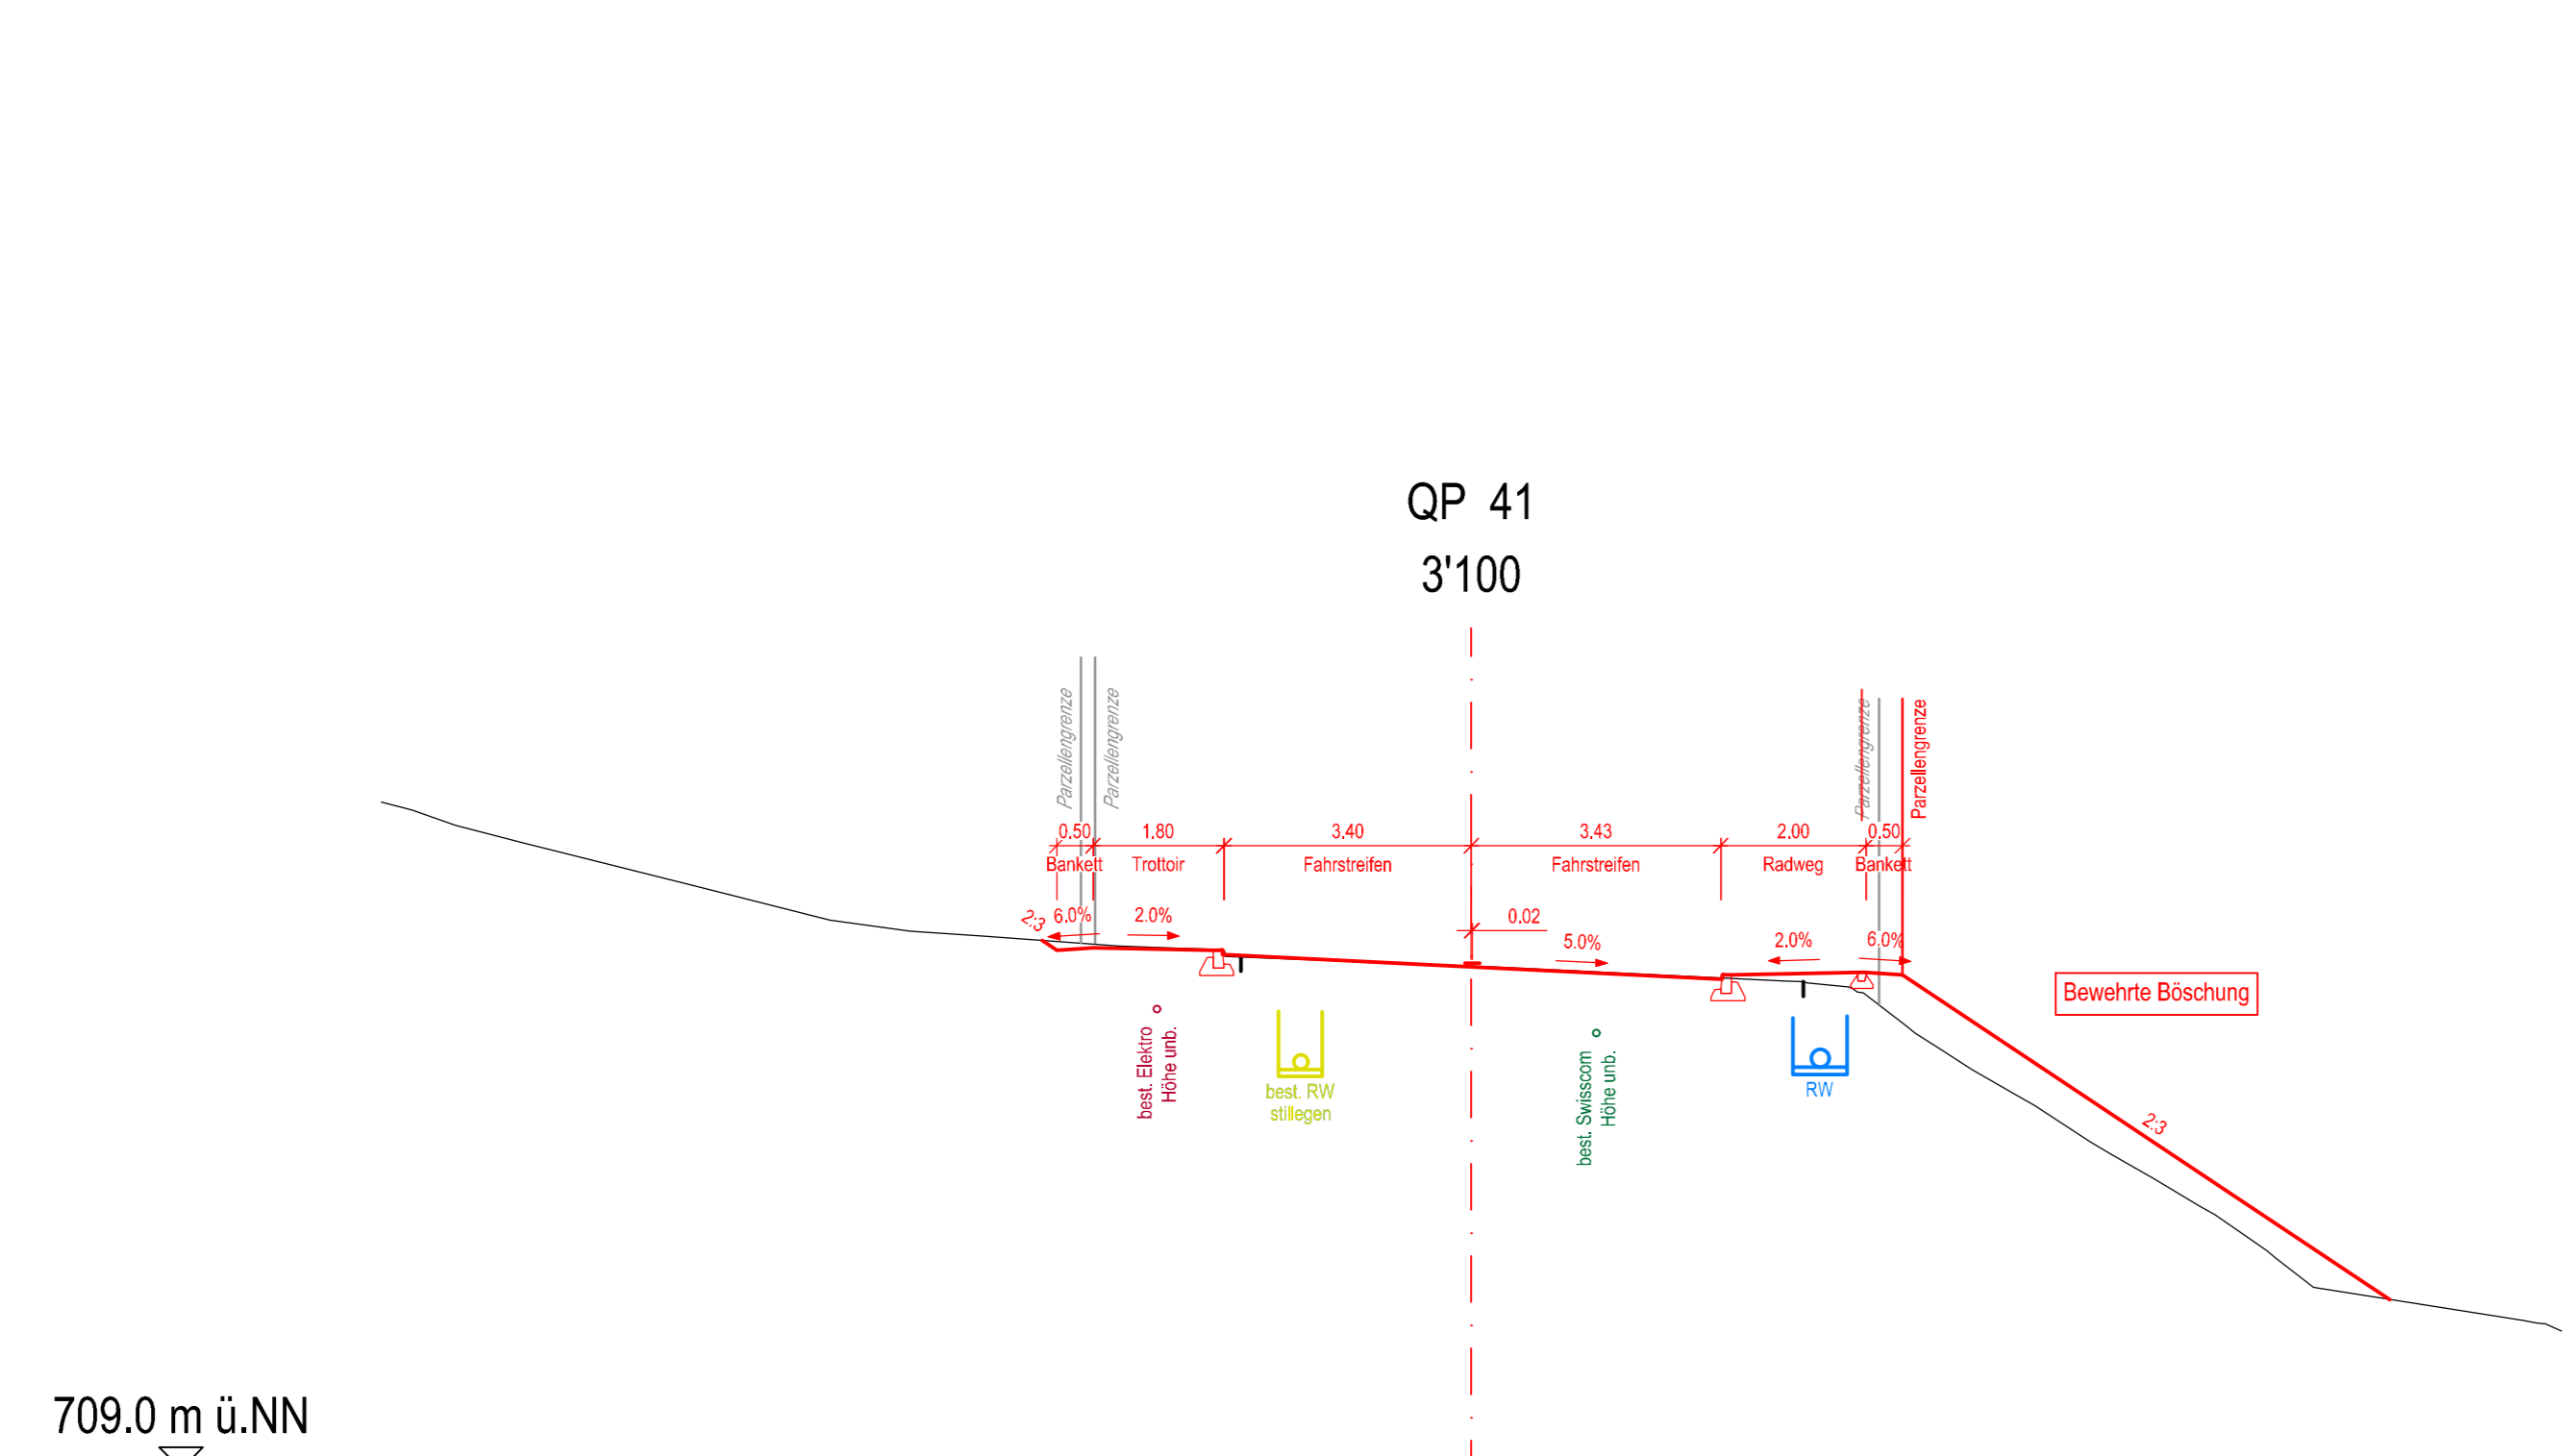 QP 41
3'100
Parzellengrenze
Parzellengrenze
Parzellengrenze
Parzellengrenze
0.50
1.80
3.40
3.43
2.00
0.50
Bankett
Trottoir
Fahrstreifen
Fahrstreifen
Radweg
Bankett
2:3
6.0%
2.0%
0.02
5.0%
2.0%
6.0%
Bewehrte Böschung
best. Elektro
Höhe unb.
best. RW
stillegen
best. Swisscom
Höhe unb.
RW
2:3
709.0 m ü.NN